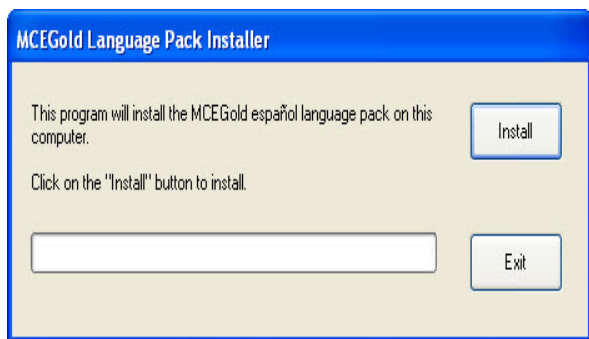 MCEGold Language Pack Installer
This program will install the MCEGold español language pack on this
computer.
Install
Click on the "Install" button to install.
Exit